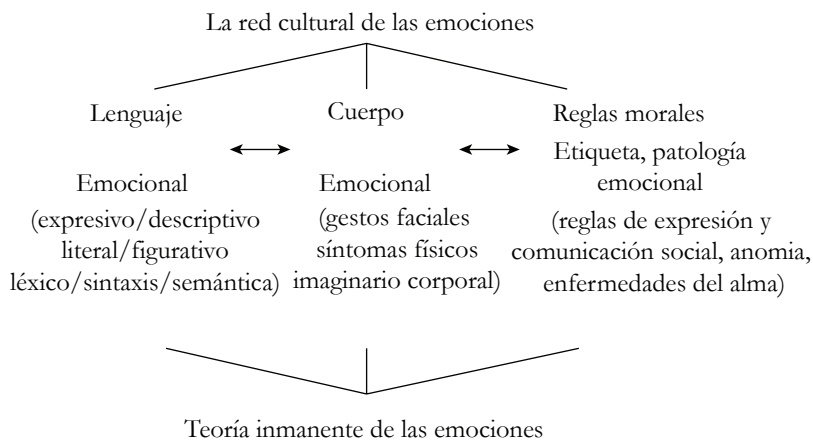 La red cultural de las emociones
Lenguaje
Emocional
(expresivo/descriptivo
literal/figurativo
léxico/sintaxis/semántica)
Cuerpo
Emocional
(gestos faciales
síntomas físicos
imaginario corporal)
Reglas morales
Etiqueta, patología
emocional
(reglas de expresión y
comunicación social, anomia,
enfermedades del alma)
Teoría inmanente de las emociones